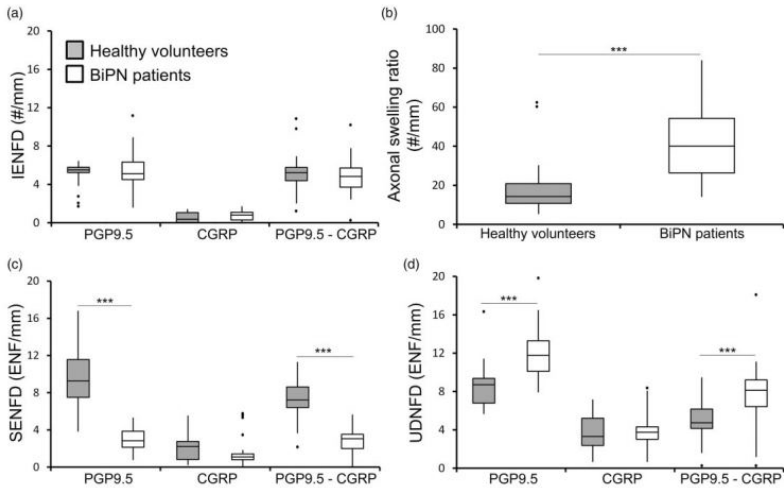 (a)
IENFD (#/mm)
20
16
12
8
4
0
Healthy volunteers
BiPN patients
PGP9.5
CGRP
PGP9.5 - CGRP
(b)
Axonal swelling ratio
(#/mm)
100
80
60
40
20
0
***
Healthy volunteers
BiPN patients
(c)
SENFD (ENF/mm)
20
16
12
8
4
0
***
***
PGP9.5
CGRP
PGP9.5 - CGRP
(d)
UDNFD (ENF/mm)
20
16
12
8
4
0
***
***
PGP9.5
CGRP
PGP9.5 - CGRP